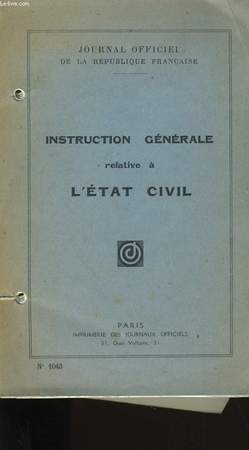 JOURNAL OFFICIEL
DE LA RÉPUBLIQUE FRANÇAISE
INSTRUCTION GÉNÉRALE
relative à
L'ÉTAT CIVIL
PARIS
IMPRIMERIE DES JOURNAUX OFFICIELS
31, Quai Voltaire, 31
N° 1043